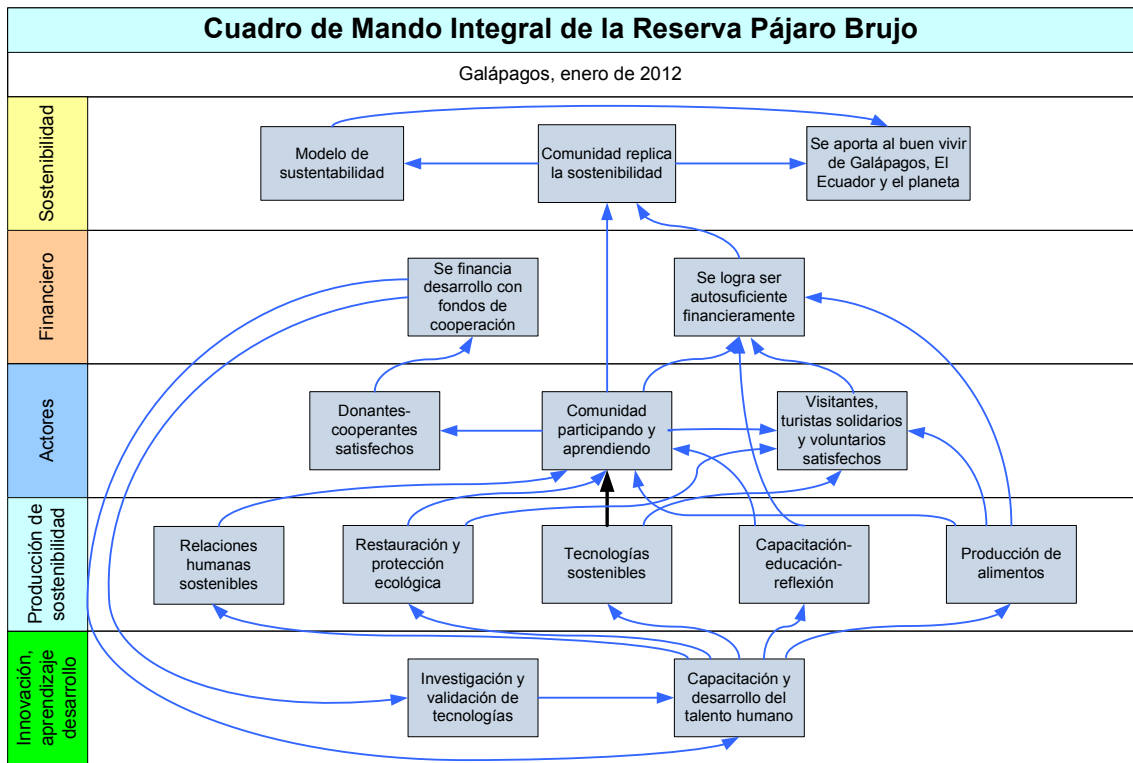 Cuadro de Mando Integral de la Reserva Pájaro Brujo
Galápagos, enero de 2012
Sostenibilidad
Modelo de
sustentabilidad
Comunidad replica
la sostenibilidad
Se aporta al buen vivir
de Galápagos, El
Ecuador y el planeta
Financiero
Se financia
desarrollo con
fondos de
cooperación
Se logra ser
autosuficiente
financieramente
Actores
Donantes-
cooperantes
satisfechos
Comunidad
participando y
aprendiendo
Visitantes,
turistas solidarios
y voluntarios
satisfechos
Producción de
sostenibilidad
Relaciones
humanas
sostenibles
Restauración y
protección
ecológica
Tecnologías
sostenibles
Capacitación-
educación-
reflexión
Producción de
alimentos
Innovación,
aprendizaje
desarrollo
Investigación y
validación de
tecnologías
Capacitación y
desarrollo del
talento humano